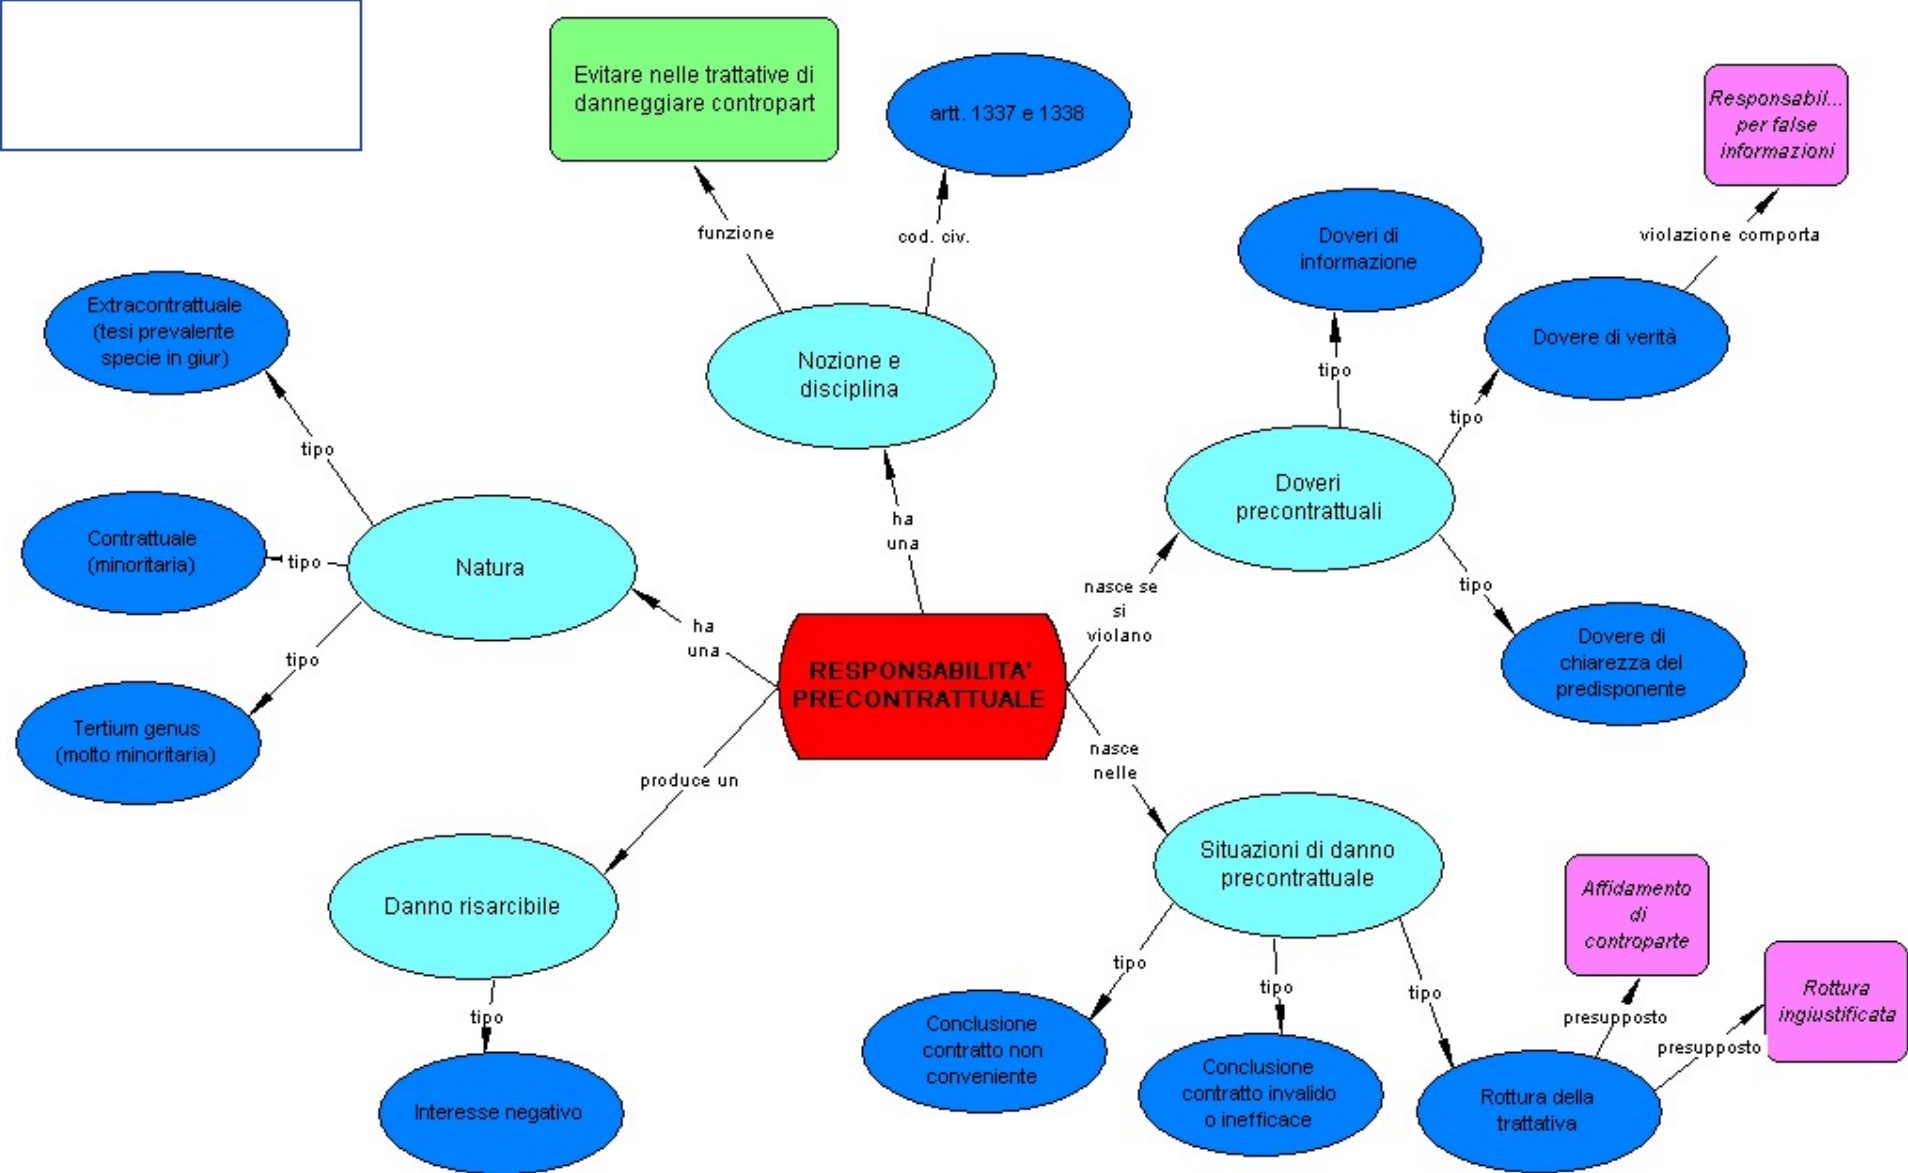 Evitare nelle trattative di
danneggiare contropart
artt. 1337 e 1338
Responsabil...
per false
informazioni
funzione
cod. civ.
Doveri di
informazione
violazione comporta
Extracontrattuale
(tesi prevalente
specie in giur)
Nozione e
disciplina
Dovere di verità
tipo
tipo
tipo
Contrattuale
(minoritaria)
tipo
Natura
ha
una
Doveri
precontrattuali
nasce se
si
violano
tipo
Dovere di
chiarezza del
predisponente
ha
una
tipo
Tertium genus
(molto minoritaria)
RESPONSABILITA'
PRECONTRATTUALE
produce un
nasce
nelle
Situazioni di danno
precontrattuale
Danno risarcibile
Affidamento
di
controparte
Rottura
ingiustificata
tipo
tipo
tipo
presupposto
presupposto
tipo
Conclusione
contratto non
conveniente
Conclusione
contratto invalido
o inefficace
Rottura della
trattativa
Interesse negativo